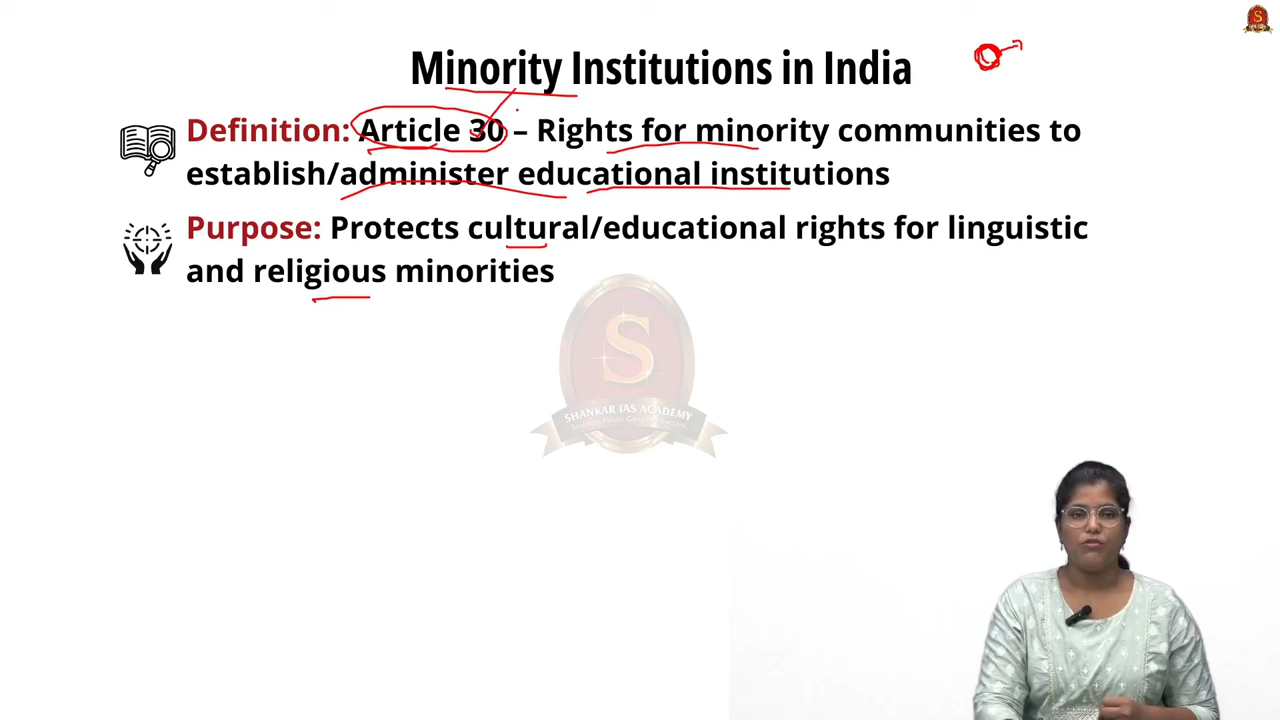 Minority Institutions in India
Definition: Article 30 – Rights for minority communities to
establish/administer educational institutions
Purpose: Protects cultural/educational rights for linguistic
and religious minorities
S
SHANKAR IAS ACADEMY